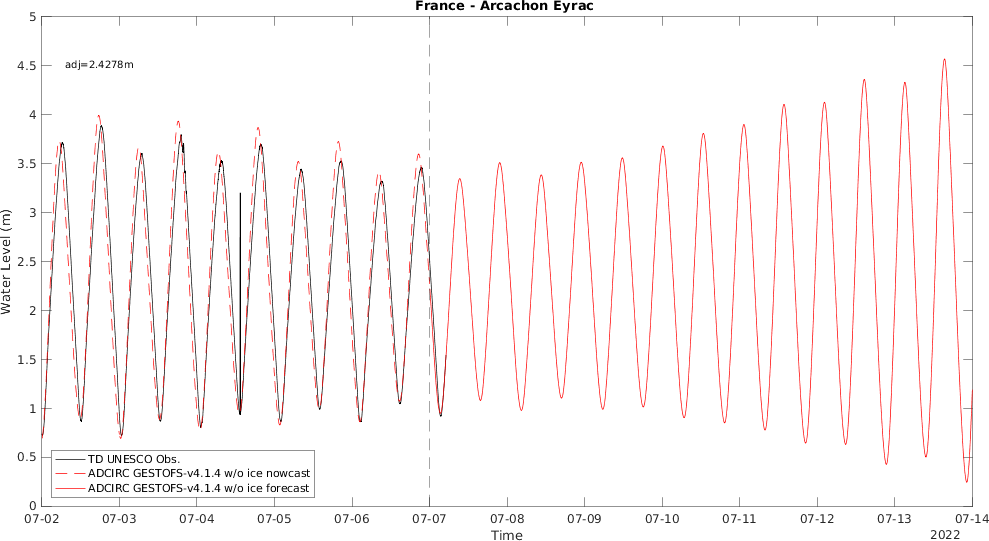 France - Arcachon Eyrac
5
4.5
4
3.5
3
2.5
2
1.5
1
0.5
0
Water Level (m)
adj=2.4278m
TD UNESCO Obs.
ADCIRC GESTOFS-v4.1.4 w/o ice nowcast
ADCIRC GESTOFS-v4.1.4 w/o ice forecast
07-02 07-03 07-04 07-05 07-06 07-07 07-08 07-09 07-10 07-11 07-12 07-13 07-14
Time
2022